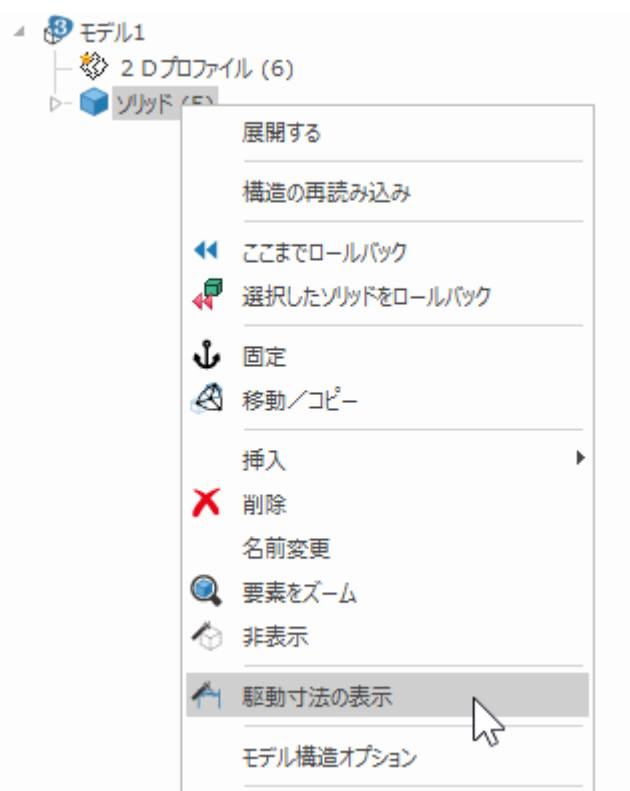 モデル1
２Ｄプロファイル (6)
ソリッド (5)
展開する
構造の再読み込み
ここまでロールバック
選択したソリッドをロールバック
固定
移動／コピー
挿入
削除
名前変更
要素をズーム
非表示
駆動寸法の表示
モデル構造オプション